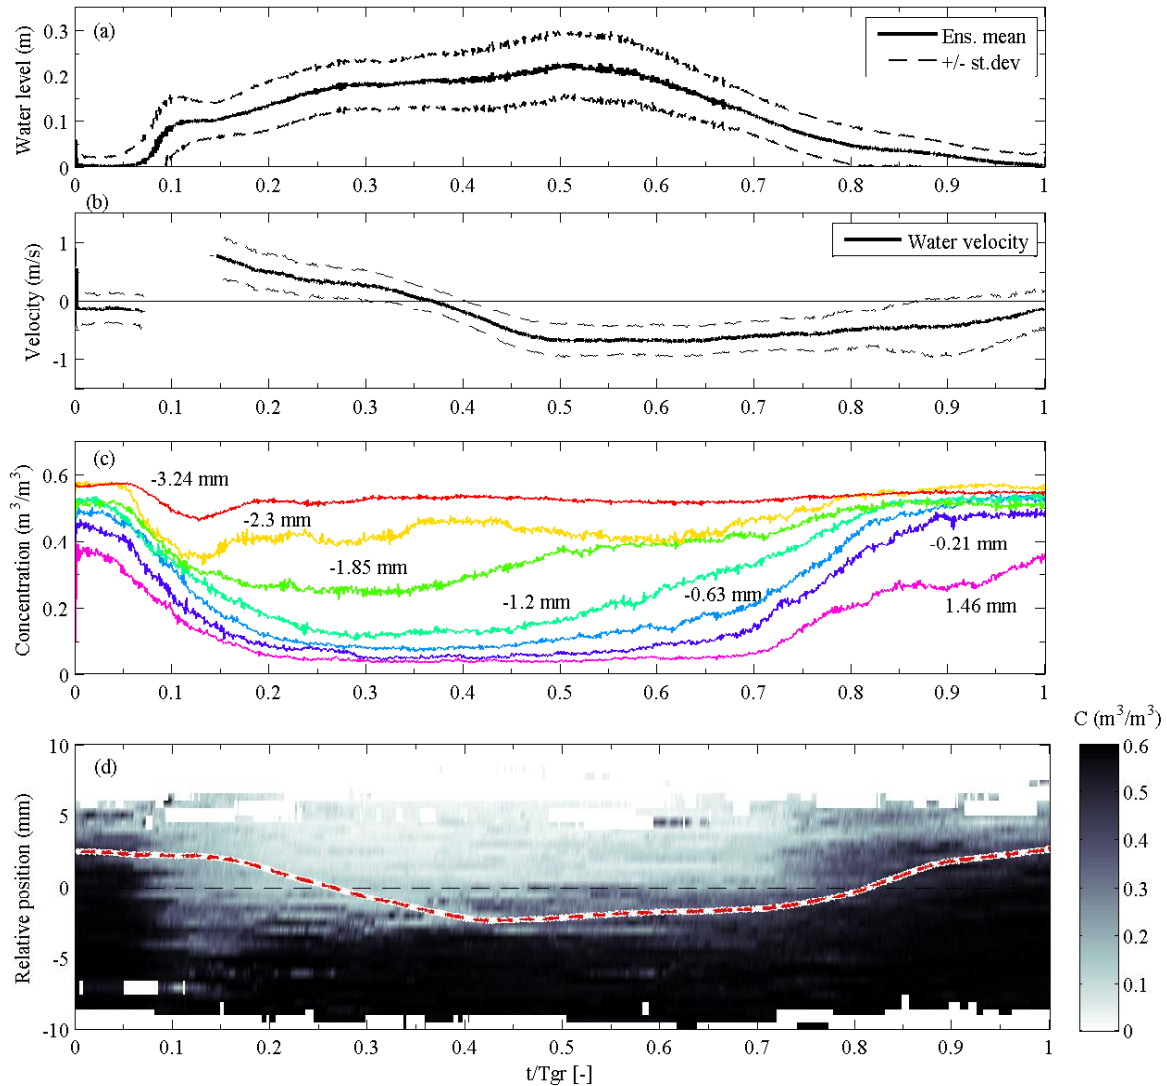 (a)
Water level (m)
0.3
0.2
0.1
0
Ens. mean
+/- st.dev
0 0.1 0.2 0.3 0.4 0.5 0.6 0.7 0.8 0.9 1
(b)
Velocity (m/s)
1
0
-1
Water velocity
0 0.1 0.2 0.3 0.4 0.5 0.6 0.7 0.8 0.9 1
(c)
Concentration (m³/m³)
0.6
0.4
0.2
0
-3.24 mm
-2.3 mm
-1.85 mm
-1.2 mm
-0.63mm
-0.21 mm
1.46 mm
0 0.1 0.2 0.3 0.4 0.5 0.6 0.7 0.8 0.9 1
(d)
Relative position (mm)
10
5
0
-5
-10
0 0.1 0.2 0.3 0.4 0.5 0.6 0.7 0.8 0.9 1
t/Tgr [-]
C (m³/m³)
0.6
0.5
0.4
0.3
0.2
0.1
0